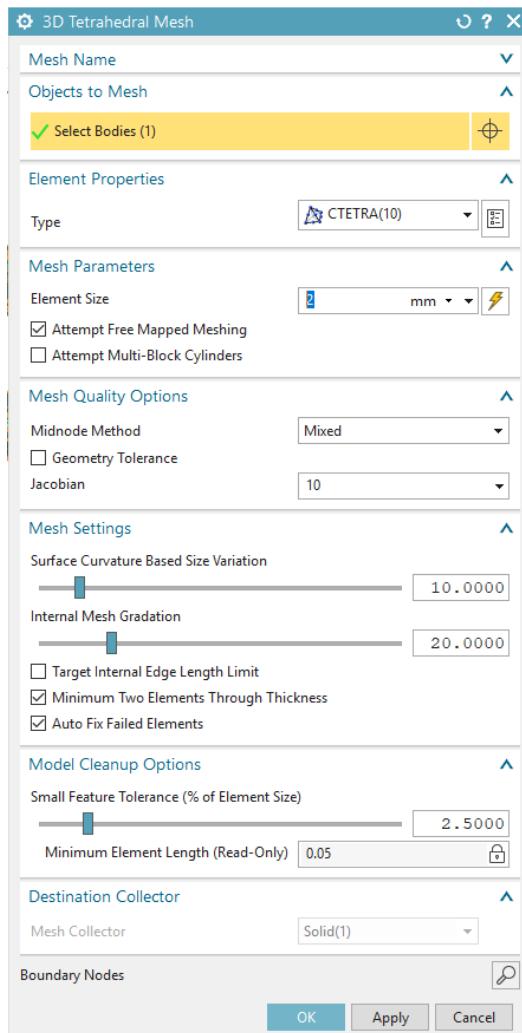 3D Tetrahedral Mesh ?
Mesh Name
Objects to Mesh
Select Bodies (1)
Element Properties
Type CTETRA(10)
Mesh Parameters
Element Size 2 mm
Attempt Free Mapped Meshing
Attempt Multi-Block Cylinders
Mesh Quality Options
Midnode Method Mixed
Geometry Tolerance
Jacobian 10
Mesh Settings
Surface Curvature Based Size Variation
10.0000
Internal Mesh Gradation
20.0000
Target Internal Edge Length Limit
Minimum Two Elements Through Thickness
Auto Fix Failed Elements
Model Cleanup Options
Small Feature Tolerance (% of Element Size)
2.5000
Minimum Element Length (Read-Only) 0.05
Destination Collector
Mesh Collector Solid(1)
Boundary Nodes
OK Apply Cancel